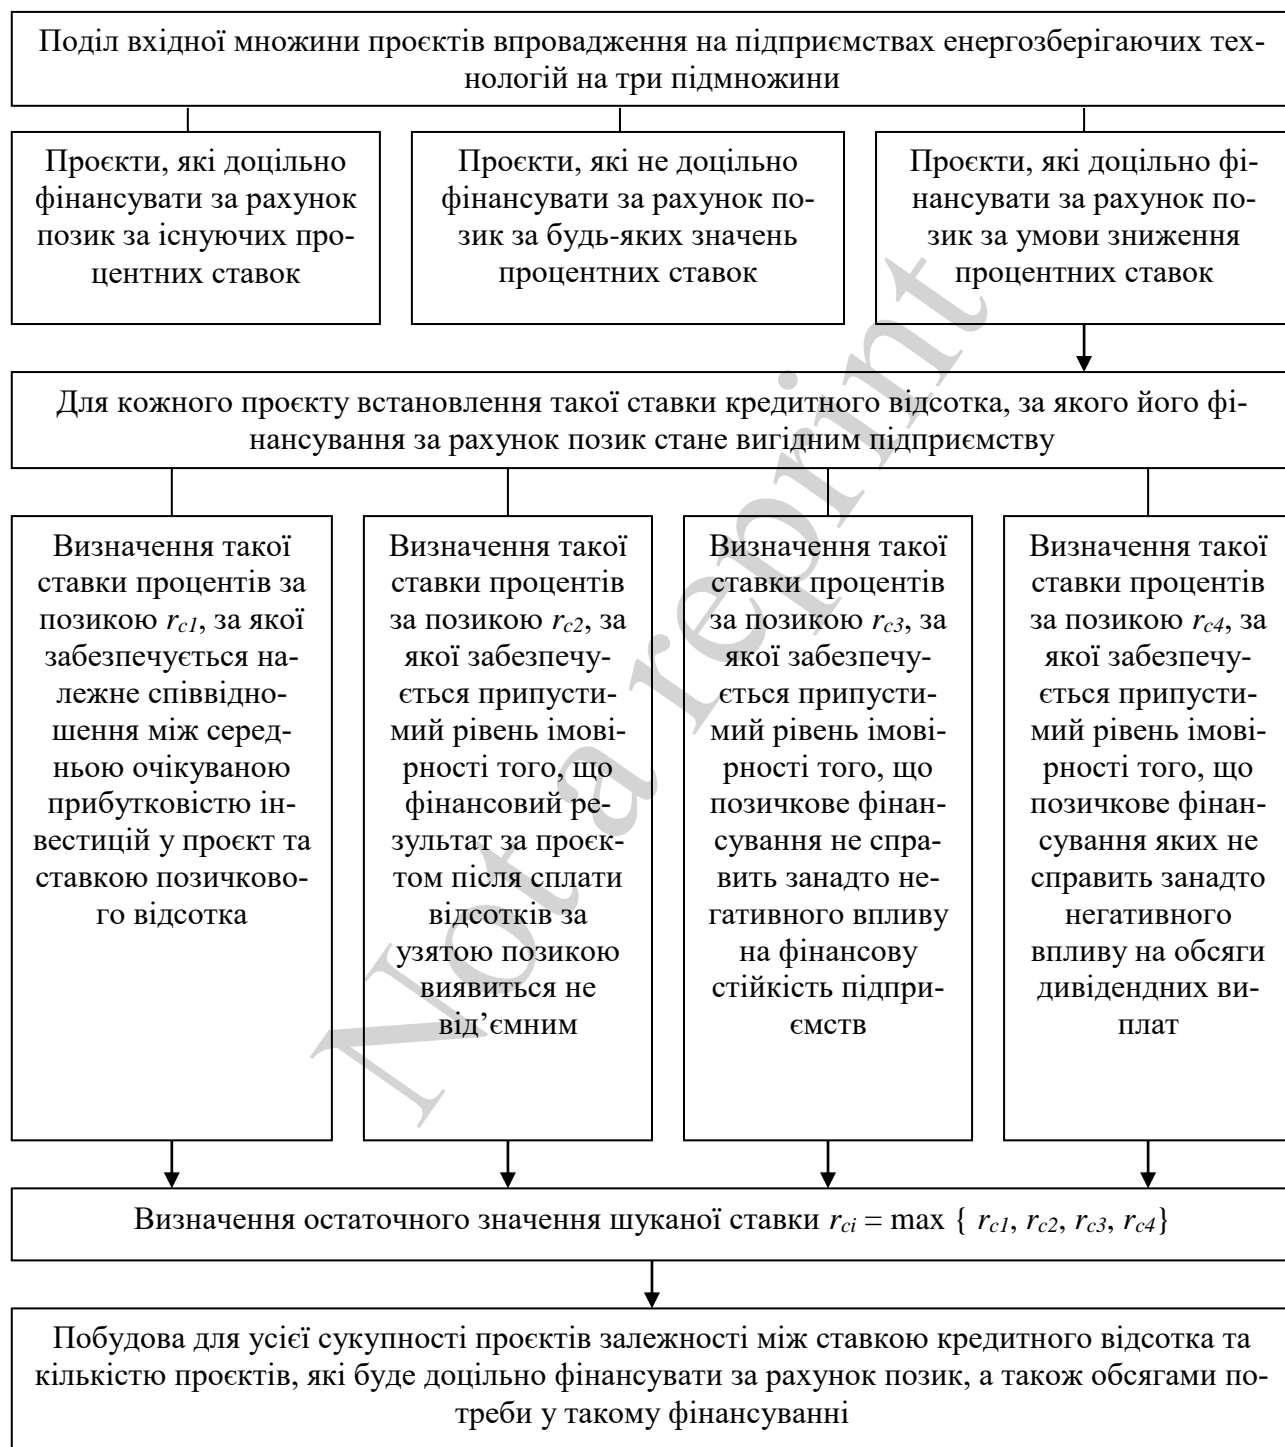 Поділ вхідної множини проєктів впровадження на підприємствах енергозберігаючих тех-
нологій на три підмножини
Проєкти, які доцільно
фінансувати за рахунок
позик за існуючих про-
центних ставок
Проєкти, які не доцільно
фінансувати за рахунок по-
зик за будь-яких значень
процентних ставок
Проєкти, які доцільно фі-
нансувати за рахунок по-
зик за умови зниження
процентних ставок
Для кожного проєкту встановлення такої ставки кредитного відсотка, за якого його фі-
нансування за рахунок позик стане вигідним підприємству
Визначення такої
ставки процентів за
позикою rc1, за якої
забезпечується на-
лежне співвідно-
шення між серед-
ньою очікуваною
прибутковістю ін-
вестицій у проєкт та
ставкою позичково-
го відсотка
Визначення такої
ставки процентів
за позикою rc2, за
якої забезпечу-
ється припусти-
мий рівень імові-
рності того, що
фінансовий ре-
зультат за проєк-
том після сплати
відсотків за
узятою позикою
виявиться не
від’ємним
Визначення такої
ставки процентів
за позикою rc3, за
якої забезпечу-
ється припусти-
мий рівень імові-
рності того, що
позичкове фінан-
сування не спра-
вить занадто не-
гативного впливу
на фінансову
стійкість підпри-
ємств
Визначення такої
ставки процентів
за позикою rc4, за
якої забезпечу-
ється припусти-
мий рівень імові-
рності того, що
позичкове фінан-
сування яких не
справить занадто
негативного
впливу на обсяги
дивідендних ви-
плат
Визначення остаточного значення шуканої ставки rci = max { rc1, rc2, rc3, rc4}
Побудова для усієї сукупності проєктів залежності між ставкою кредитного відсотка та
кількістю проєктів, які буде доцільно фінансувати за рахунок позик, а також обсягами по-
треби у такому фінансуванні
Not a reprint